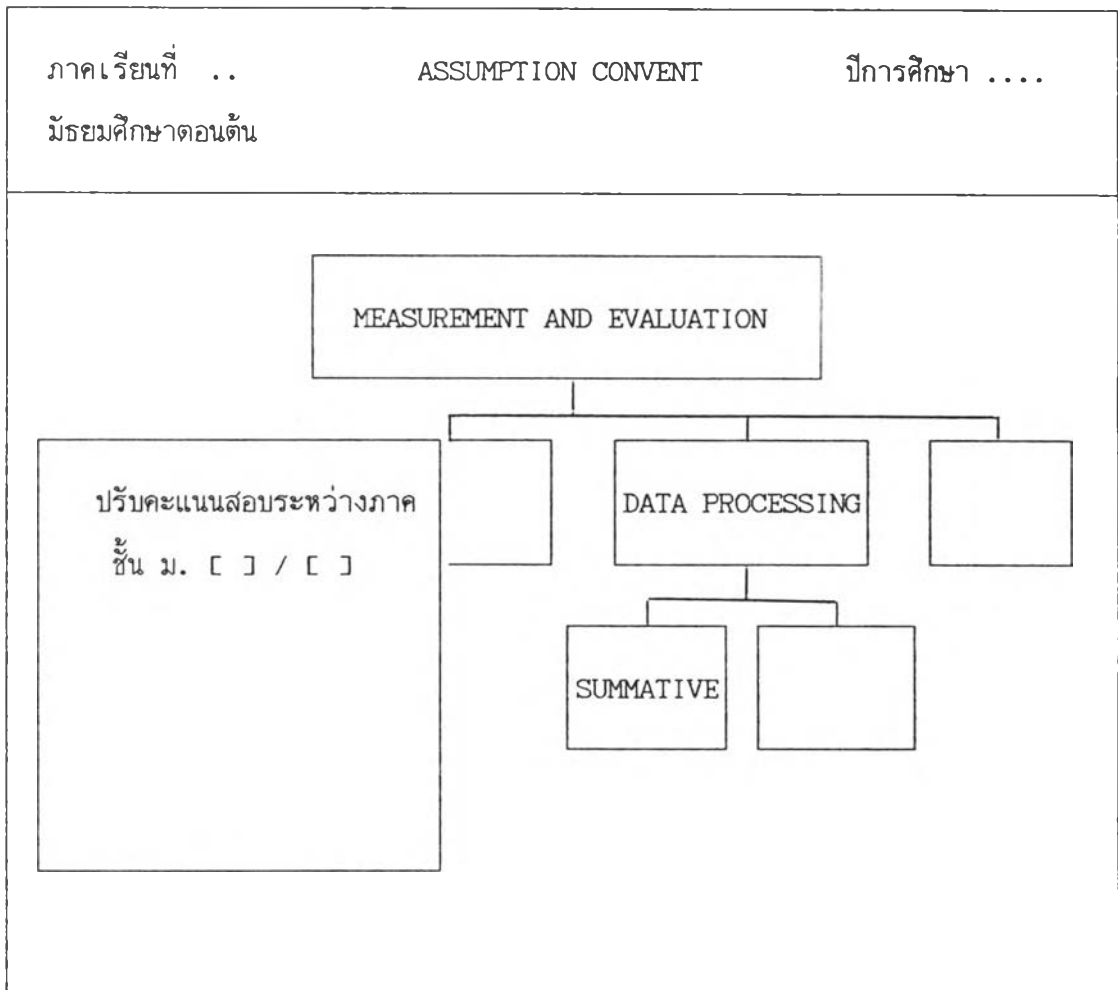 ภาคเรียนที่ .. ASSUMPTION CONVENT ปีการศึกษา ....
มัธยมศึกษาตอนต้น
MEASUREMENT AND EVALUATION
ปรับคะแนนสอบระหว่างภาค
ชั้น ม. [ ] / [ ]
DATA PROCESSING
SUMMATIVE